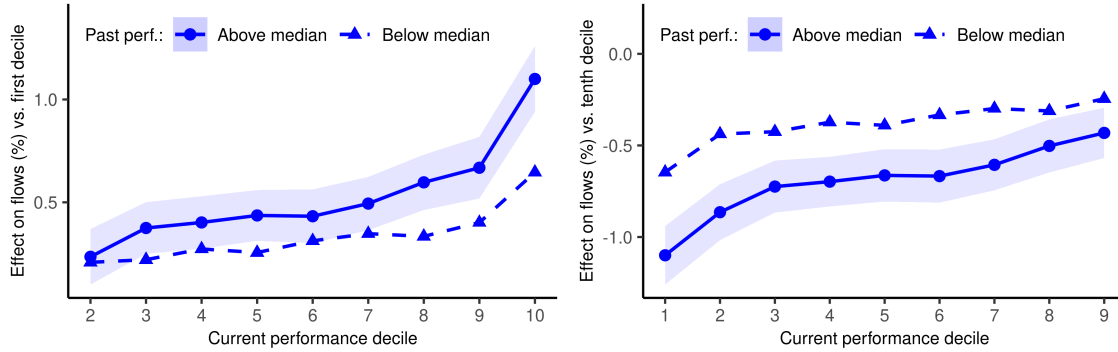 Past perf.: Above median Below median
Effect on flows (%) vs. first decile
1.0
0.5
2 3 4 5 6 7 8 9 10
Current performance decile
Past perf.: Above median Below median
Effect on flows (%) vs. tenth decile
0.0
-0.5
-1.0
1 2 3 4 5 6 7 8 9
Current performance decile